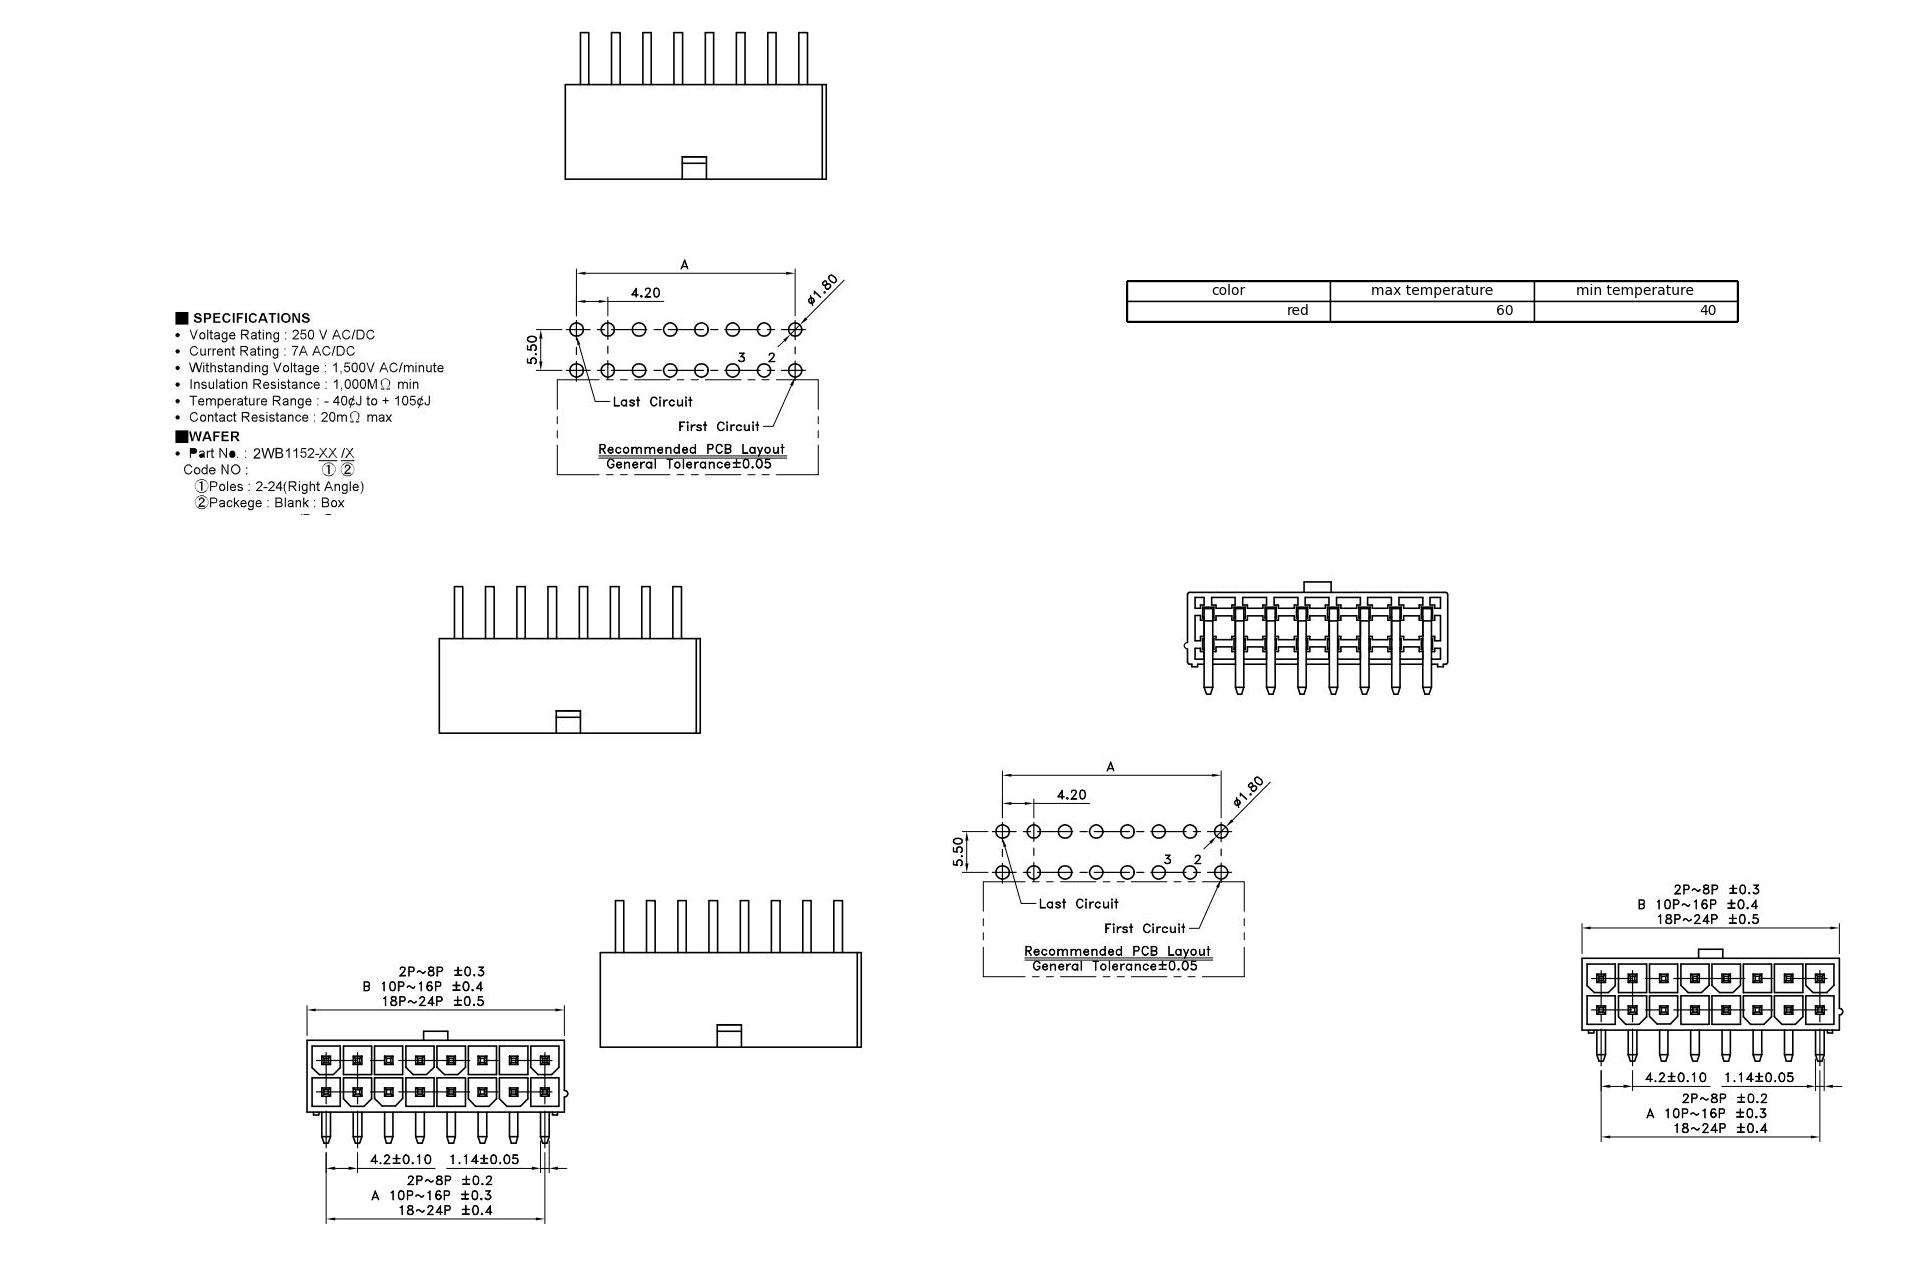 A
4.20
ø1.80
5.50
3 2
Last Circuit
First Circuit
Recommended PCB Layout
General Tolerance±0.05
color max temperature min temperature
red 60 40
■ SPECIFICATIONS
• Voltage Rating : 250 V AC/DC
• Current Rating : 7A AC/DC
• Withstanding Voltage : 1,500V AC/minute
• Insulation Resistance : 1,000MΩ min
• Temperature Range : - 40¢J to + 105¢J
• Contact Resistance : 20mΩ max
■WAFER
• Part No. : 2WB1152-XX /X
Code NO : ① ②
①Poles : 2-24(Right Angle)
②Packege : Blank : Box
A
4.20
ø1.80
5.50
3 2
Last Circuit
First Circuit
Recommended PCB Layout
General Tolerance±0.05
2P~8P ±0.3
B 10P~16P ±0.4
18P~24P ±0.5
4.2±0.10 1.14±0.05
2P~8P ±0.2
A 10P~16P ±0.3
18~24P ±0.4
2P~8P ±0.3
B 10P~16P ±0.4
18P~24P ±0.5
4.2±0.10 1.14±0.05
2P~8P ±0.2
A 10P~16P ±0.3
18~24P ±0.4